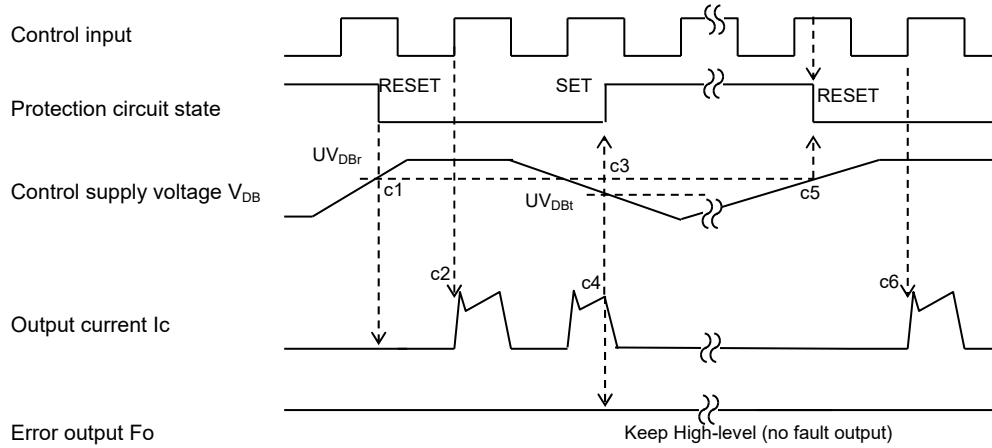 Control input
RESET
SET
RESET
Protection circuit state
UVDBr
c3
c1
c5
Control supply voltage VDB
UVDBt
c2
c4
c6
Output current Ic
Error output Fo
Keep High-level (no fault output)